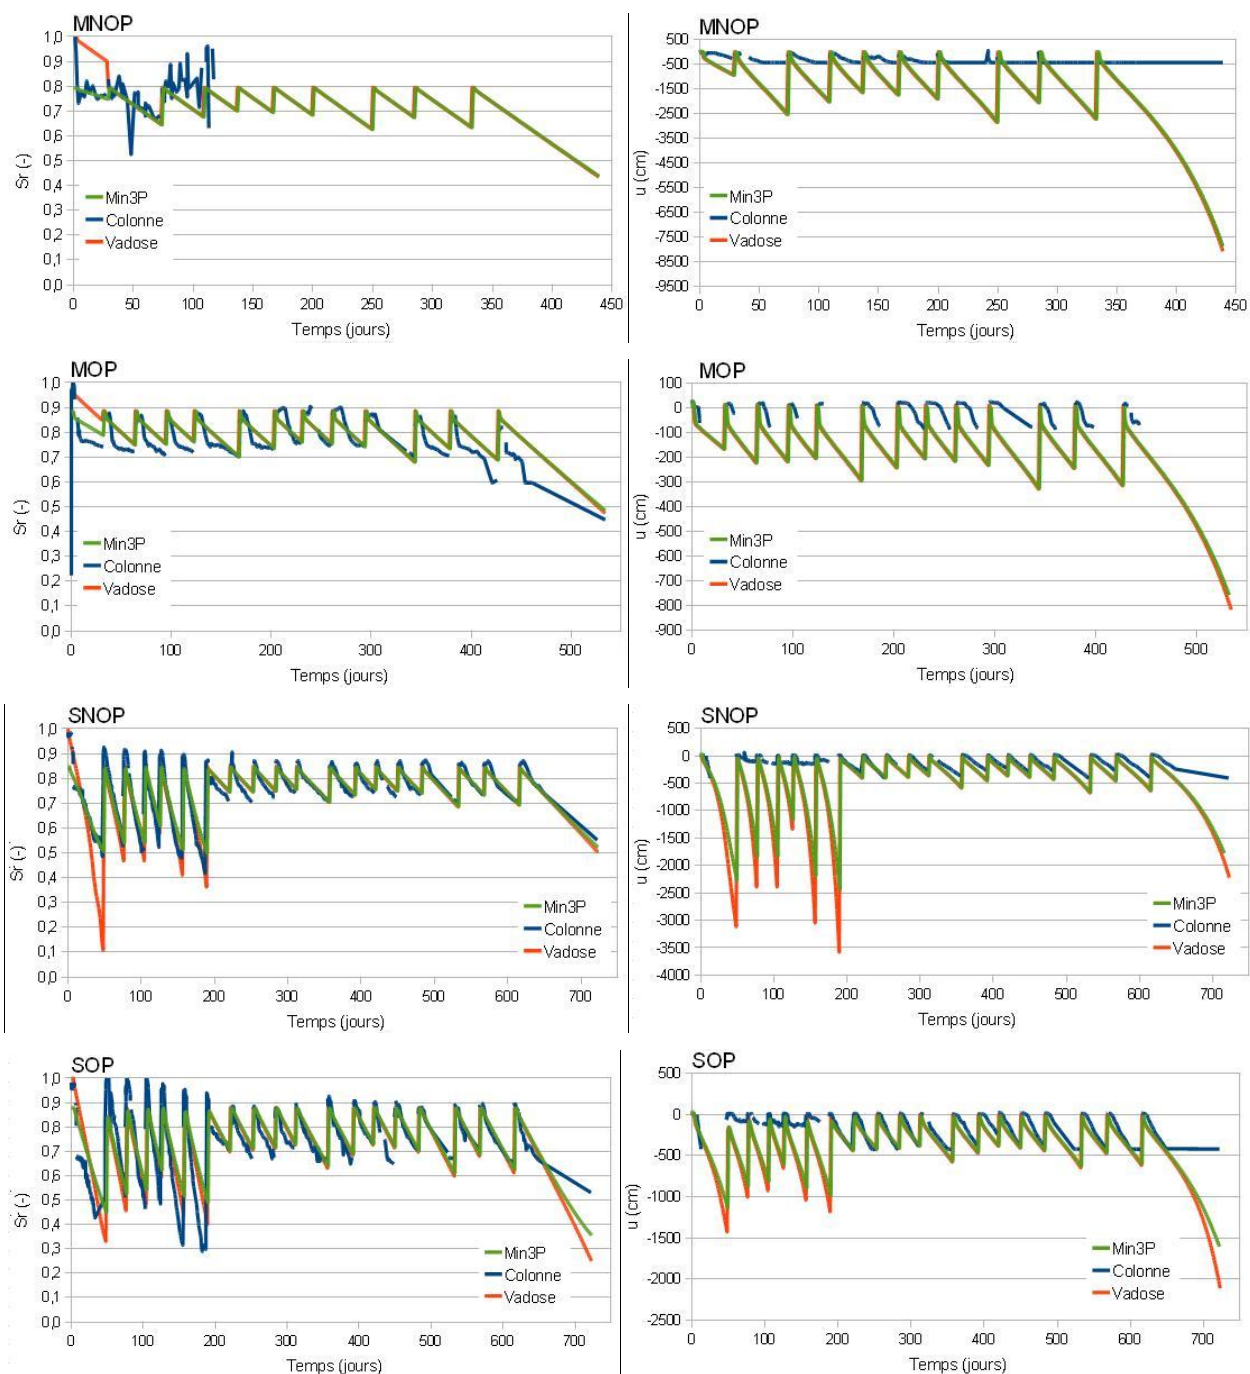 MNOP
1,0
0,9
0,8
0,7
0,6
0,5
0,4
0,3
0,2
0,1
0,0
Sr (-)
Min3P
Colonne
Vadose
0 50 100 150 200 250 300 350 400 450
Temps (jours)
MNOP
500
-500
-1500
-2500
-3500
-4500
-5500
-6500
-7500
-8500
-9500
u (cm)
Min3P
Colonne
Vadose
0 50 100 150 200 250 300 350 400 450
Temps (jours)
MOP
1,0
0,9
0,8
0,7
0,6
0,5
0,4
0,3
0,2
0,1
0,0
Sr (-)
Min3P
Colonne
Vadose
0 100 200 300 400 500
Temps (jours)
MOP
100
0
-100
-200
-300
-400
-500
-600
-700
-800
-900
u (cm)
Min3P
Colonne
Vadose
0 100 200 300 400 500
Temps (jours)
SNOP
1,0
0,9
0,8
0,7
0,6
0,5
0,4
0,3
0,2
0,1
0,0
Sr (-)
Min3P
Colonne
Vadose
0 100 200 300 400 500 600 700
Temps (jours)
SNOP
500
0
-500
-1000
-1500
-2000
-2500
-3000
-3500
-4000
u (cm)
Min3P
Colonne
Vadose
0 100 200 300 400 500 600 700
Temps (jours)
SOP
1,0
0,9
0,8
0,7
0,6
0,5
0,4
0,3
0,2
0,1
0,0
Sr (-)
Min3P
Colonne
Vadose
0 100 200 300 400 500 600 700
Temps (jours)
SOP
500
0
-500
-1000
-1500
-2000
-2500
u (cm)
Min3P
Colonne
Vadose
0 100 200 300 400 500 600 700
Temps (jours)